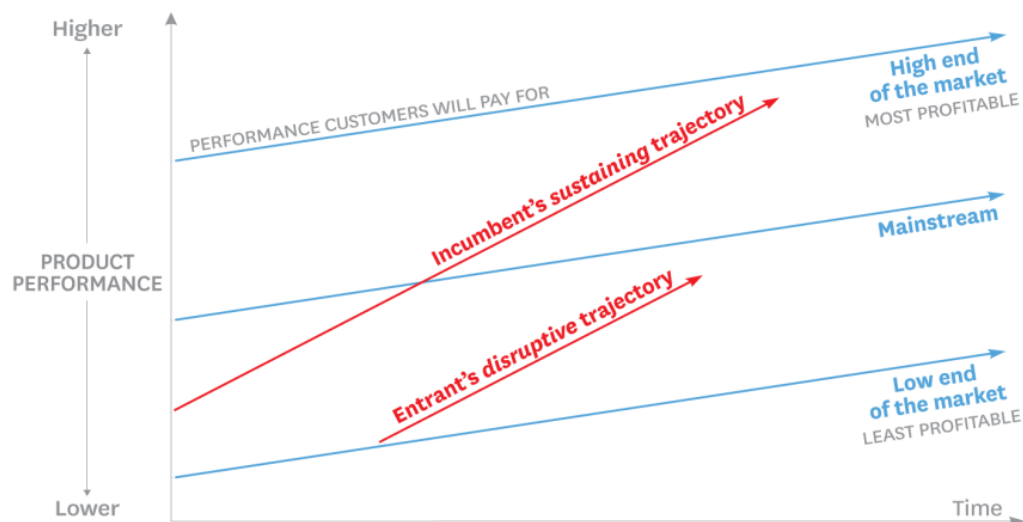 Higher
PERFORMANCE CUSTOMERS WILL PAY FOR
High end
of the market
MOST PROFITABLE
Incumbent's sustaining trajectory
Mainstream
PRODUCT
PERFORMANCE
Entrant's disruptive trajectory
Low end
of the market
LEAST PROFITABLE
Lower
Time